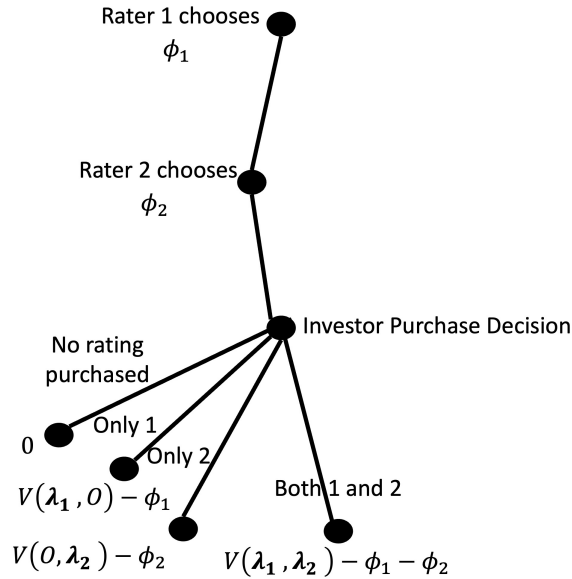 Rater 1 chooses
𝜙₁
Rater 2 chooses
𝜙₂
Investor Purchase Decision
No rating
purchased
Only 1
0
Only 2
V(𝝀₁ , O) − 𝜙₁
Both 1 and 2
V(O, 𝝀₂) − 𝜙₂
V(𝝀₁ , 𝝀₂) − 𝜙₁ − 𝜙₂